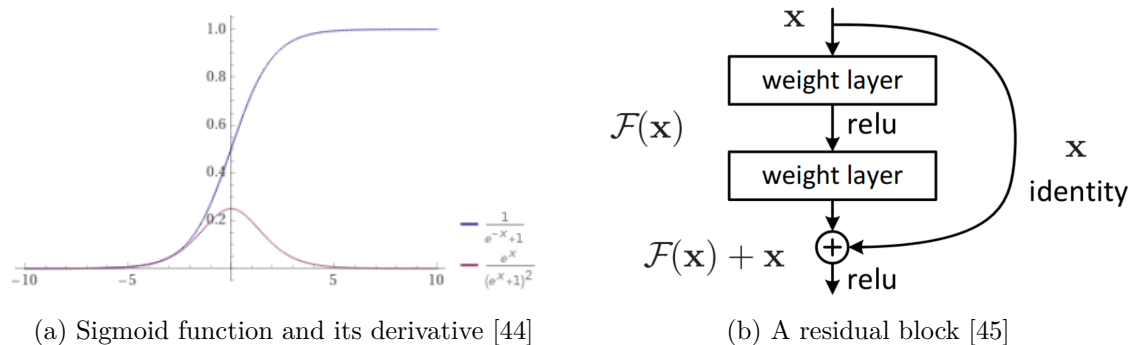 1.0
0.8
0.6
0.4
0.2
-10
-5
5
10
1/(e^{-x}+1)
e^x/(e^x+1)^2
(a) Sigmoid function and its derivative [44]
x
weight layer
relu
F(x)
weight layer
x
identity
F(x) + x
+
relu
(b) A residual block [45]